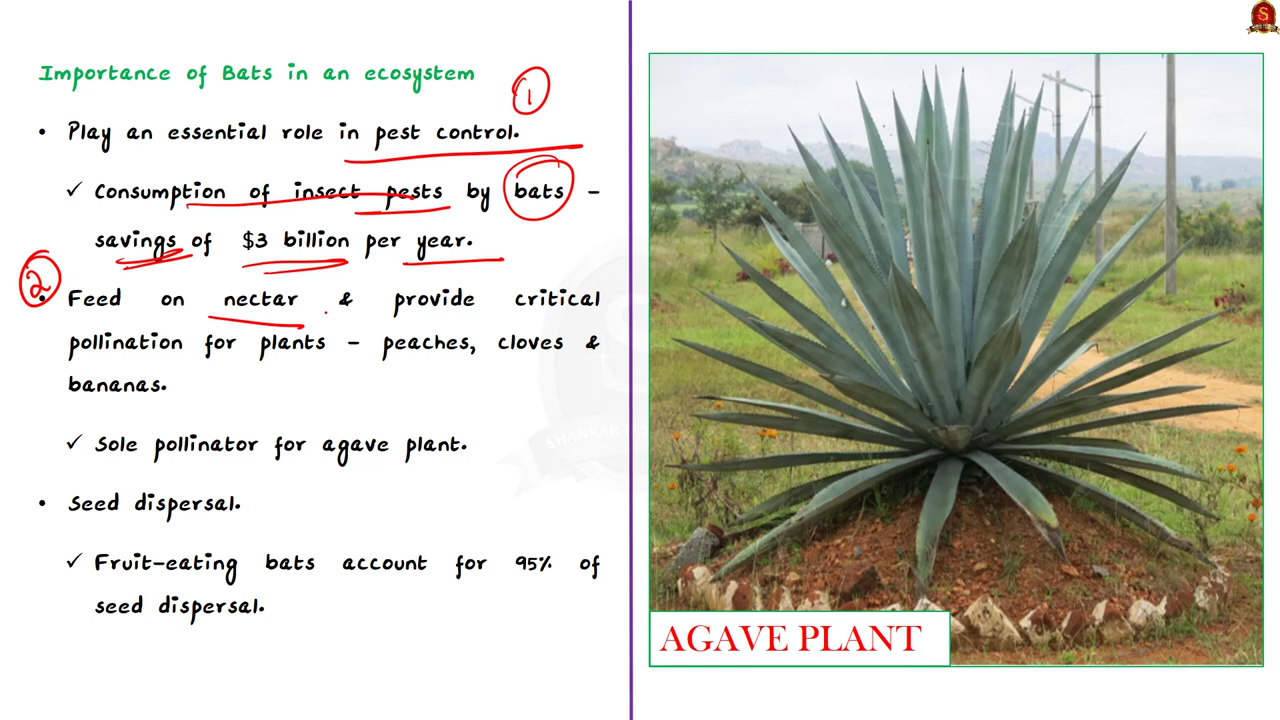 Importance of Bats in an ecosystem
1
• Play an essential role in pest control.
✓ Consumption of insect pests by bats –
savings of $3 billion per year.
2
• Feed on nectar & provide critical
pollination for plants – peaches, cloves &
bananas.
✓ Sole pollinator for agave plant.
• Seed dispersal.
✓ Fruit-eating bats account for 95% of
seed dispersal.
S
SHANKAR
AGAVE PLANT